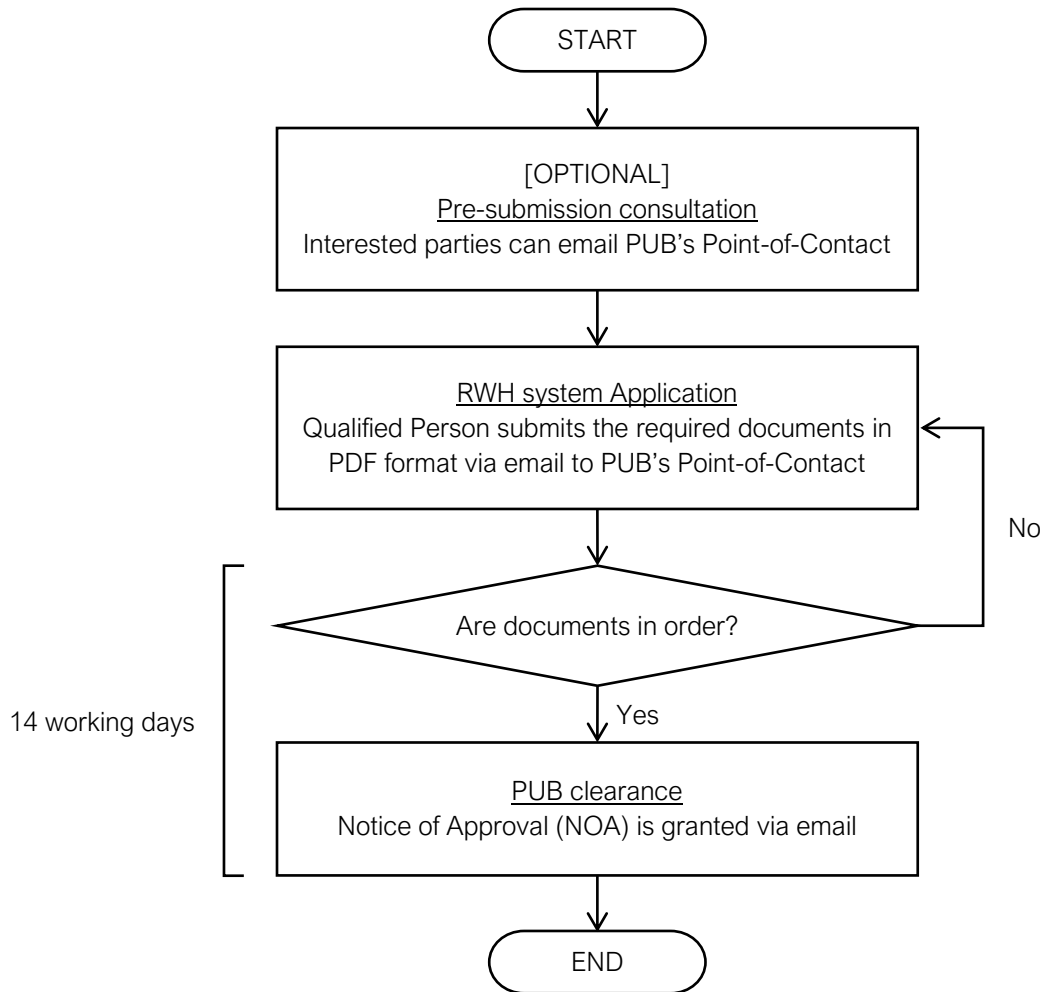 START
[OPTIONAL]
Pre-submission consultation
Interested parties can email PUB's Point-of-Contact
RWH system Application
Qualified Person submits the required documents in
PDF format via email to PUB's Point-of-Contact
No
Are documents in order?
14 working days
Yes
PUB clearance
Notice of Approval (NOA) is granted via email
END